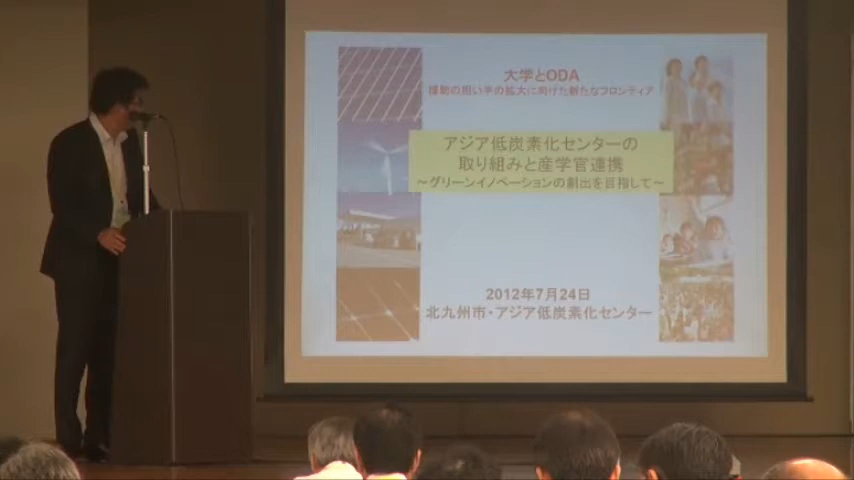 大学とODA
援助の担い手の拡大に向けた新たなフロンティア
アジア低炭素化センターの
取り組みと産学官連携
～グリーンイノベーションの創出を目指して～
2012年7月24日
北九州市・アジア低炭素化センター